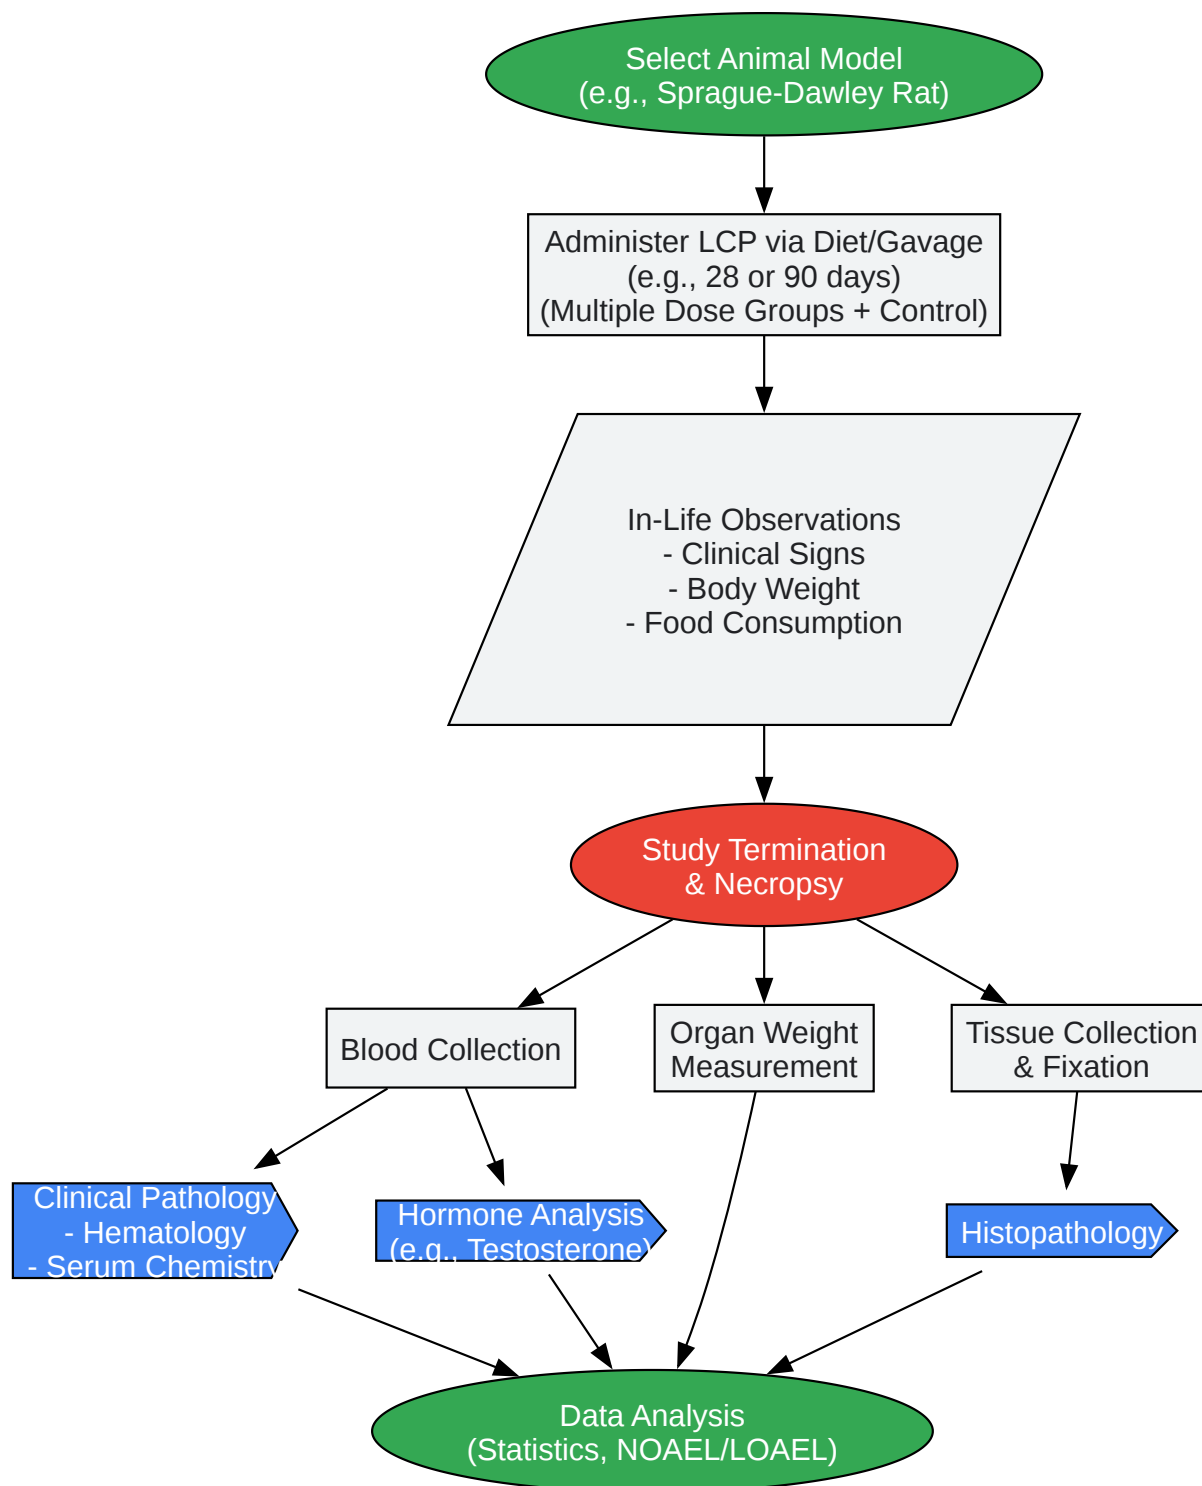 Select Animal Model
(e.g., Sprague-Dawley Rat)
Administer LCP via Diet/Gavage
(e.g., 28 or 90 days)
(Multiple Dose Groups + Control)
In-Life Observations
- Clinical Signs
- Body Weight
- Food Consumption
Study Termination
& Necropsy
Blood Collection
Organ Weight
Measurement
Tissue Collection
& Fixation
Clinical Pathology
- Hematology
- Serum Chemistry
Hormone Analysis
(e.g., Testosterone)
Histopathology
Data Analysis
(Statistics, NOAEL/LOAEL)